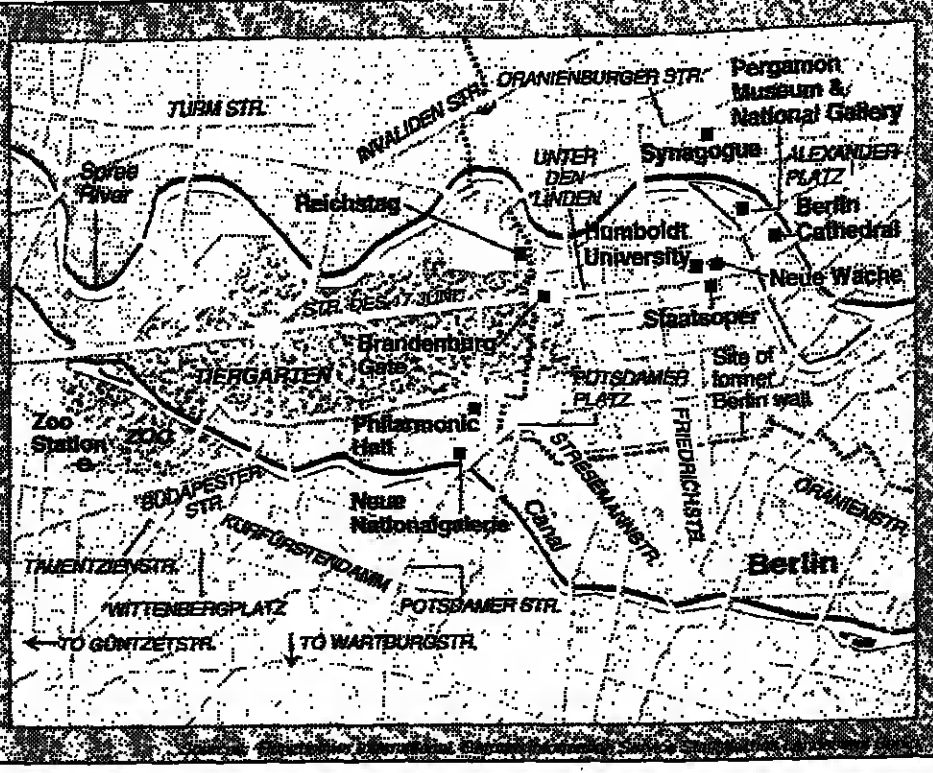 ORANIENBURGER STR.
Pergamon
Museum &
National Gallery
TURM STR.
INVALIDEN STR.
Synagogue
ALEXANDER-
PLATZ
UNTER
DEN
LINDEN
Spree
River
Reichstag
Berlin
Cathedral
Humboldt
University
Neue Wache
STR. DES 17 JUNI
Staatsoper
Brandenburg
Gate
TIERGARTEN
POTSDAMER
PLATZ
Site of
former
Berlin wall
Zoo
Station
ZOO
Philarmonic
Hall
FRIEDRICHSTR.
STRESEMANNSTR.
BUDAPESTER
STR.
Neue
Nationalgalerie
ORANIENSTR.
Canal
KURFÜRSTENDAMM
TAUENTZIENSTR.
Berlin
WITTENBERGPLATZ
POTSDAMER STR.
TO GÜNTZETSTR.
TO WARTBURGSTR.